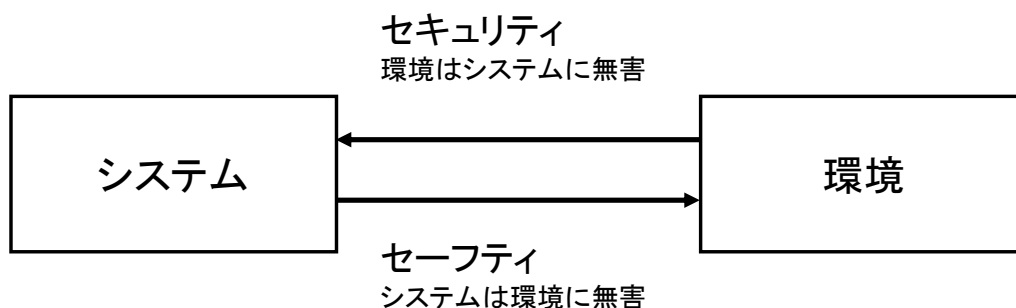 セキュリティ
環境はシステムに無害
システム
環境
セーフティ
システムは環境に無害